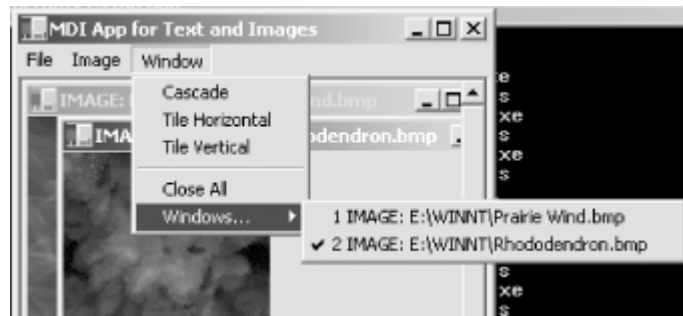 MDI App for Text and Images
File Image Window
Cascade
Tile Horizontal
Tile Vertical
Close All
Windows...
1 IMAGE: E:\WINNT\Prairie Wind.bmp
✔ 2 IMAGE: E:\WINNT\Rhododendron.bmp
IMAGE: nd.bmp
IMA dendron.bmp
e
s
xe
s
xe
s
s
xe
s